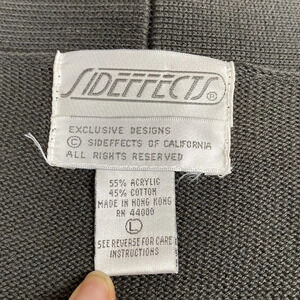 SIDEFFECTS ®
EXCLUSIVE DESIGNS
© SIDEFFECTS OF CALIFORNIA
ALL RIGHTS RESERVED
55% ACRYLIC
45% COTTON
MADE IN HONG KONG
RN 44009
L
SEE REVERSE FOR CARE
INSTRUCTIONS